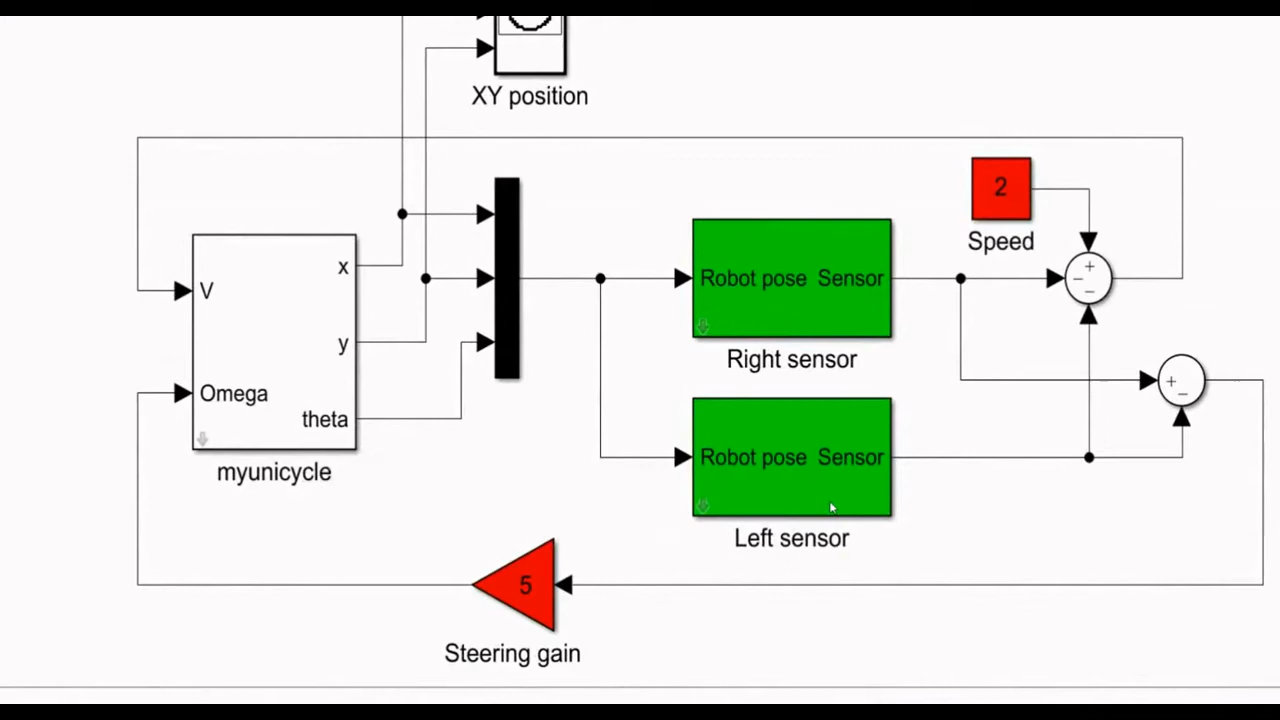 XY position
2
Speed
V
Omega
x
y
theta
myunicycle
Robot pose Sensor
Right sensor
+
−
−
+
−
Robot pose Sensor
Left sensor
5
Steering gain